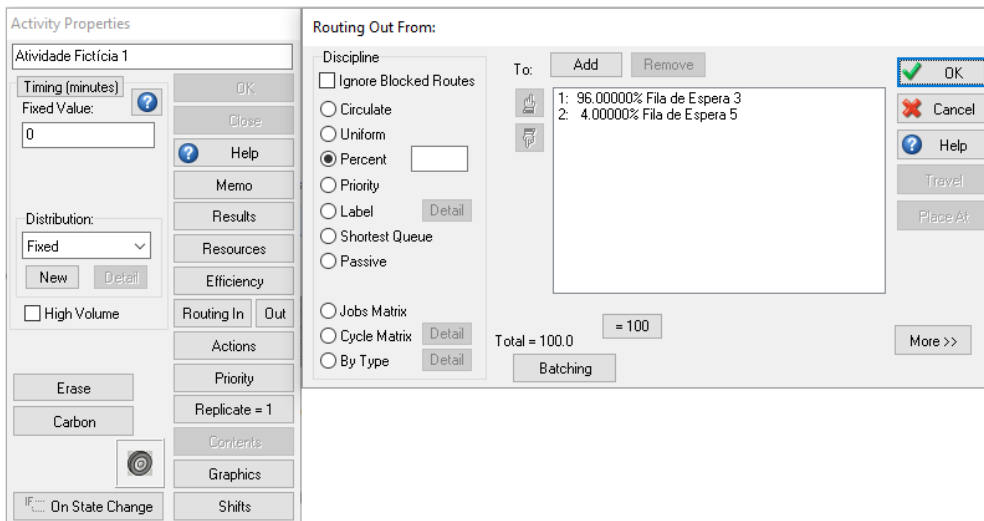 Activity Properties
Atividade Fictícia 1
Timing (minutes)
Fixed Value:
0
Distribution:
Fixed
New
Detail
High Volume
Erase
Carbon
IF... On State Change
OK
Close
Help
Memo
Results
Resources
Efficiency
Routing In
Out
Actions
Priority
Replicate = 1
Contents
Graphics
Shifts
Routing Out From:
Discipline
Ignore Blocked Routes
Circulate
Uniform
Percent
Priority
Label
Detail
Shortest Queue
Passive
Jobs Matrix
Cycle Matrix
Detail
By Type
Detail
To:
Add
Remove
1: 96.00000% Fila de Espera 3
2: 4.00000% Fila de Espera 5
= 100
Total = 100.0
Batching
OK
Cancel
Help
Travel
Place At
More >>